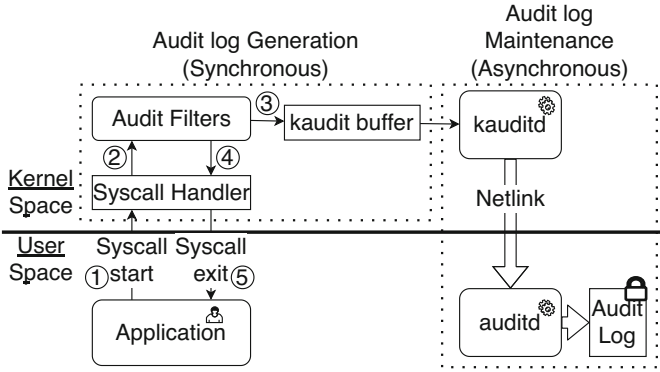 Audit log Generation
(Synchronous)
Audit log
Maintenance
(Asynchronous)
Audit Filters
③
kaudit buffer
kauditd
②
④
Kernel
Space
Syscall Handler
Netlink
User
Space
Syscall
①start
Syscall
exit⑤
Application
auditd
Audit
Log